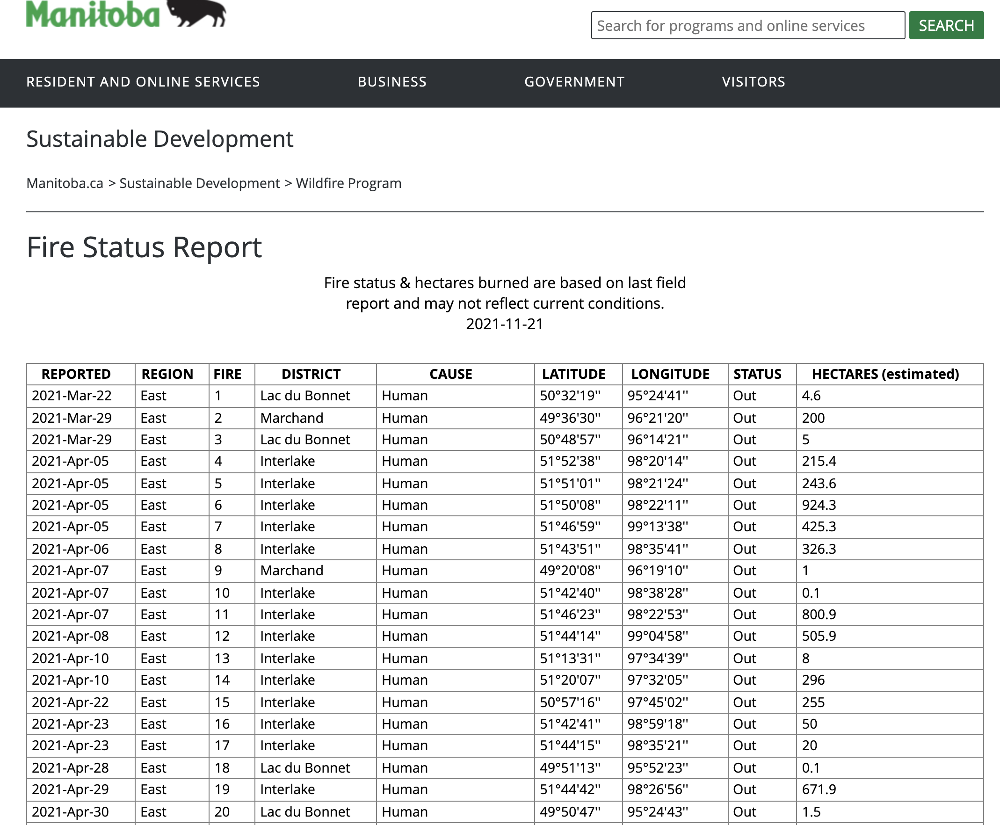 Manitoba
Search for programs and online services SEARCH
RESIDENT AND ONLINE SERVICES BUSINESS GOVERNMENT VISITORS
Sustainable Development
Manitoba.ca > Sustainable Development > Wildfire Program
Fire Status Report
Fire status & hectares burned are based on last field
report and may not reflect current conditions.
2021-11-21
REPORTED REGION FIRE DISTRICT CAUSE LATITUDE LONGITUDE STATUS HECTARES (estimated)
2021-Mar-22 East 1 Lac du Bonnet Human 50°32'19'' 95°24'41'' Out 4.6
2021-Mar-29 East 2 Marchand Human 49°36'30'' 96°21'20'' Out 200
2021-Mar-29 East 3 Lac du Bonnet Human 50°48'57'' 96°14'21'' Out 5
2021-Apr-05 East 4 Interlake Human 51°52'38'' 98°20'14'' Out 215.4
2021-Apr-05 East 5 Interlake Human 51°51'01'' 98°21'24'' Out 243.6
2021-Apr-05 East 6 Interlake Human 51°50'08'' 98°22'11'' Out 924.3
2021-Apr-05 East 7 Interlake Human 51°46'59'' 99°13'38'' Out 425.3
2021-Apr-06 East 8 Interlake Human 51°43'51'' 98°35'41'' Out 326.3
2021-Apr-07 East 9 Marchand Human 49°20'08'' 96°19'10'' Out 1
2021-Apr-07 East 10 Interlake Human 51°42'40'' 98°38'28'' Out 0.1
2021-Apr-07 East 11 Interlake Human 51°46'23'' 98°22'53'' Out 800.9
2021-Apr-08 East 12 Interlake Human 51°44'14'' 99°04'58'' Out 505.9
2021-Apr-10 East 13 Interlake Human 51°13'31'' 97°34'39'' Out 8
2021-Apr-10 East 14 Interlake Human 51°20'07'' 97°32'05'' Out 296
2021-Apr-22 East 15 Interlake Human 50°57'16'' 97°45'02'' Out 255
2021-Apr-23 East 16 Interlake Human 51°42'41'' 98°59'18'' Out 50
2021-Apr-23 East 17 Interlake Human 51°44'15'' 98°35'21'' Out 20
2021-Apr-28 East 18 Lac du Bonnet Human 49°51'13'' 95°52'23'' Out 0.1
2021-Apr-29 East 19 Interlake Human 51°44'42'' 98°26'56'' Out 671.9
2021-Apr-30 East 20 Lac du Bonnet Human 49°50'47'' 95°24'43'' Out 1.5